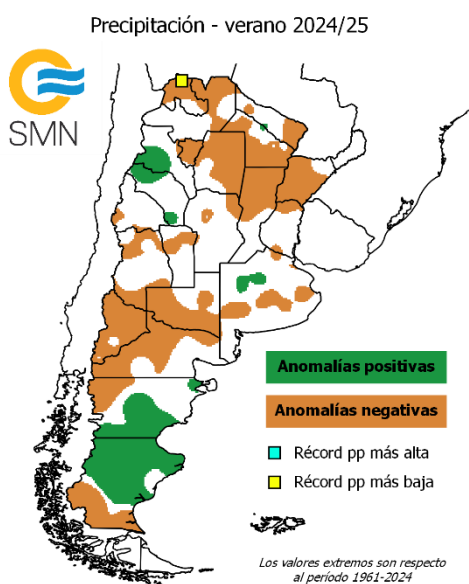 Precipitación - verano 2024/25
SMN
Anomalías positivas
Anomalías negativas
Récord pp más alta
Récord pp más baja
Los valores extremos son respecto
al período 1961-2024